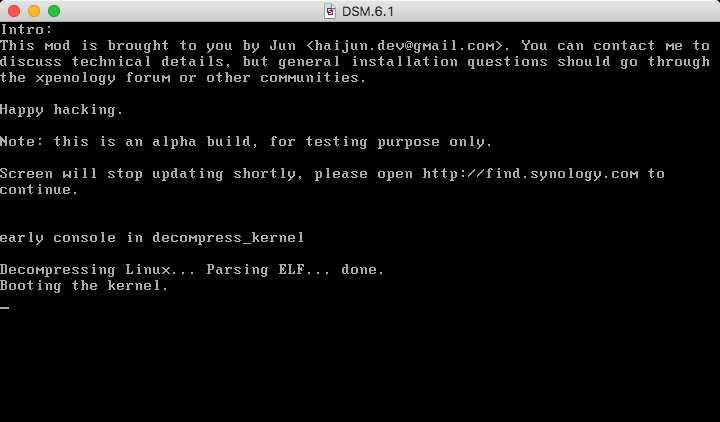 DSM.6.1
Intro:
This mod is brought to you by Jun <haijun.dev@gmail.com>. You can contact me to
discuss technical details, but general installation questions should go through
the xpenology forum or other communities.
Happy hacking.
Note: this is an alpha build, for testing purpose only.
Screen will stop updating shortly, please open http://find.synology.com to
continue.
early console in decompress_kernel
Decompressing Linux... Parsing ELF... done.
Booting the kernel.
_